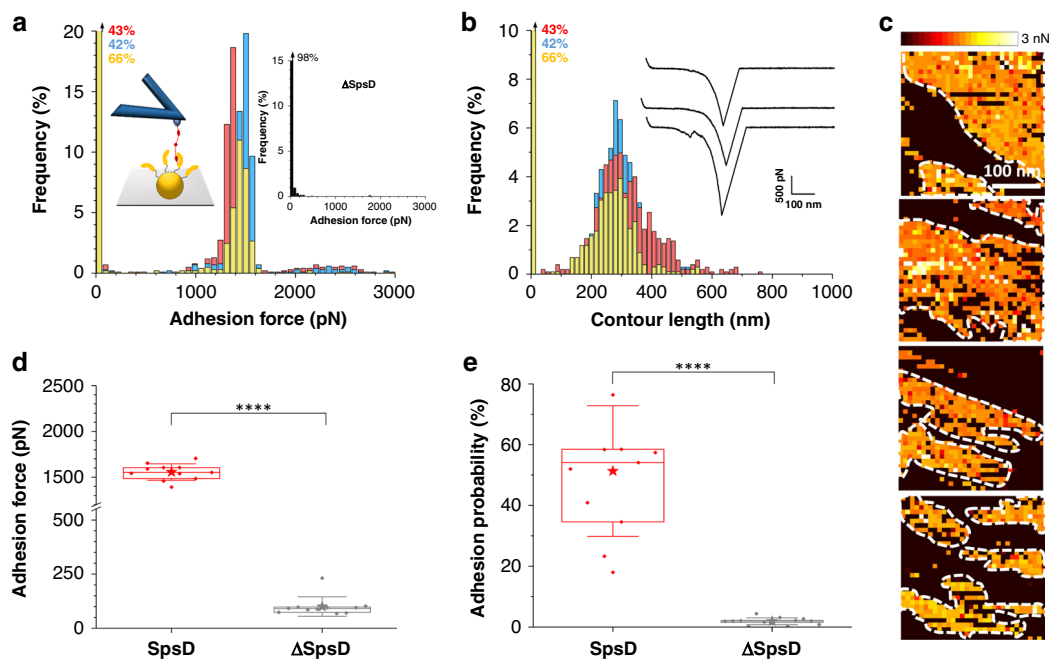 a
20
15
10
5
0
Frequency (%)
43%
42%
66%
15
10
5
0
Frequency (%)
98%
ΔSpsD
0
1000
2000
3000
Adhesion force (pN)
0
1000
2000
3000
Adhesion force (pN)
b
10
8
6
4
2
0
Frequency (%)
43%
42%
66%
500 pN
100 nm
0
200
400
600
800
1000
Contour length (nm)
c
3 nN
100 nm
d
2500
2000
1500
500
250
0
Adhesion force (pN)
****
SpsD
ΔSpsD
e
80
60
40
20
0
Adhesion probability (%)
****
SpsD
ΔSpsD